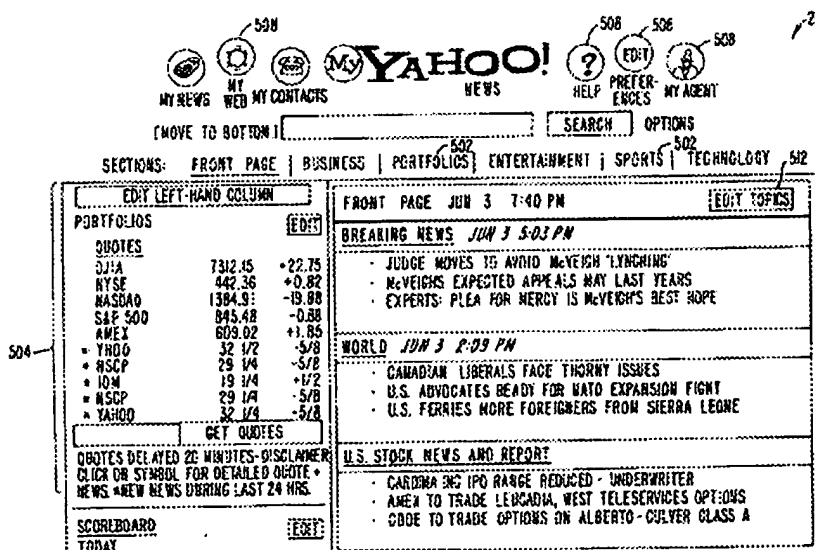 508 508 506 508 2
My YAHOO! ? EDIT
MY NEWS MY WEB MY CONTACTS NEWS HELP PREFERENCES MY AGENT
[MOVE TO BOTTOM] SEARCH OPTIONS
502 502
SECTIONS: FRONT PAGE | BUSINESS | PORTFOLIOS | ENTERTAINMENT | SPORTS | TECHNOLOGY 512
EDIT LEFT-HAND COLUMN
PORTFOLIOS EDIT
QUOTES
DJIA 7312.15 +22.75
NYSE 442.36 +0.82
NASDAQ 1384.91 -19.88
S&P 500 845.48 -0.88
AMEX 609.02 +1.85
504
YHOO 32 1/2 -5/8
* NSCP 29 1/4 -5/8
19 1/4 +1/2
* NSCP 29 1/4 -5/8
* YAHOO 32 1/4 -5/8
GET QUOTES
QUOTES DELAYED 20 MINUTES-DISCLAIMER
CLICK ON SYMBOL FOR DETAILED QUOTE +
NEWS. *NEW NEWS DURING LAST 24 HRS.
SCOREBOARD EDIT
TODAY
FRONT PAGE JUN 3 7:40 PM EDIT TOPICS
BREAKING NEWS JUN 3 5:03 PM
· JUDGE MOVES TO AVOID McVEIGH "LYNCHING"
· McVEIGHS EXPECTED APPEALS MAY LAST YEARS
· EXPERTS: PLEA FOR MERCY IS McVEIGH'S BEST HOPE
WORLD JUN 3 2:09 PM
· CANADIAN LIBERALS FACE THORNY ISSUES
· U.S. ADVOCATES READY FOR NATO EXPANSION FIGHT
· U.S. FERRIES MORE FOREIGNERS FROM SIERRA LEONE
U.S. STOCK NEWS AND REPORT
· INC IPO RANGE REDUCED - UNDERWRITER
· AMEX TO TRADE LEUCADIA, WEST TELESERVICES OPTIONS
· CBOE TO TRADE OPTIONS ON ALBERTO-CULVER CLASS A